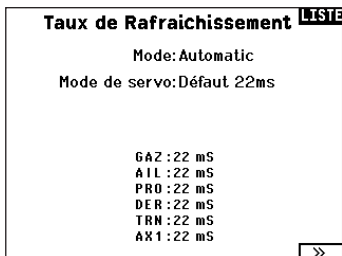 Taux de Rafraichissement LISTE
Mode:Automatic
Mode de servo:Défaut 22ms
GAZ:22 mS
AIL:22 mS
PRO:22 mS
DER:22 mS
TRN:22 mS
AX1:22 mS
»